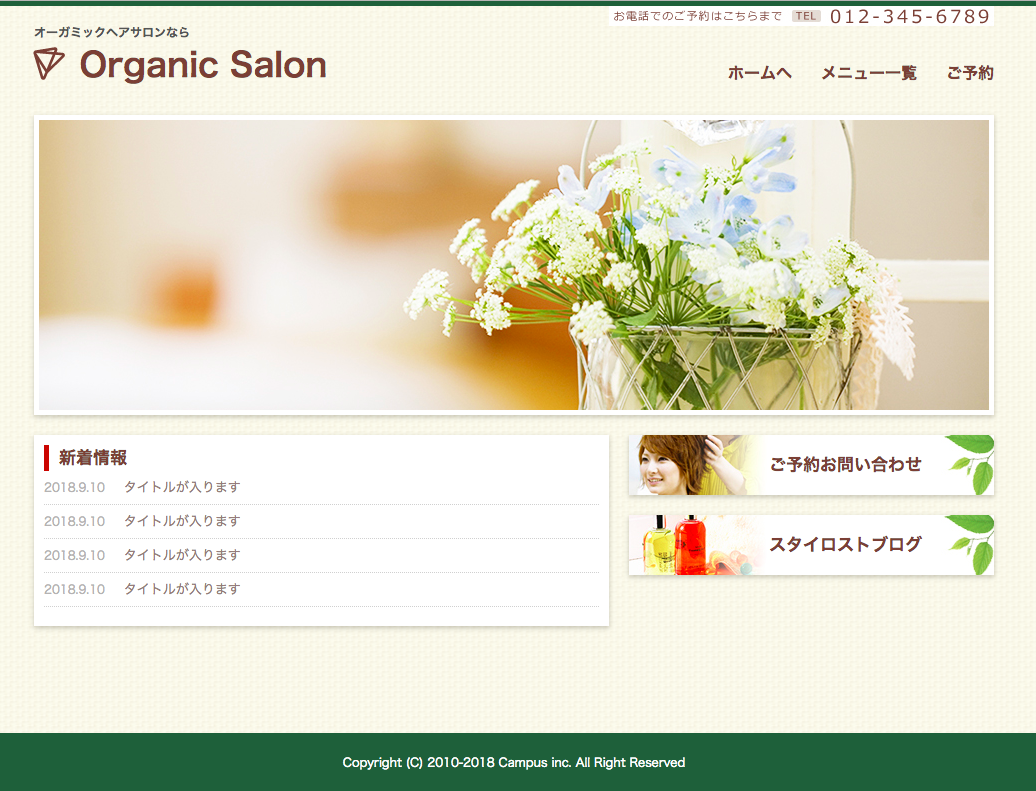 お電話でのご予約はこちらまで TEL 012-345-6789
オーガミックヘアサロンなら
Organic Salon
ホームへ メニュー一覧 ご予約
新着情報
2018.9.10 タイトルが入ります
2018.9.10 タイトルが入ります
2018.9.10 タイトルが入ります
2018.9.10 タイトルが入ります
ご予約お問い合わせ
スタイロストブログ
Copyright (C) 2010-2018 Campus inc. All Right Reserved